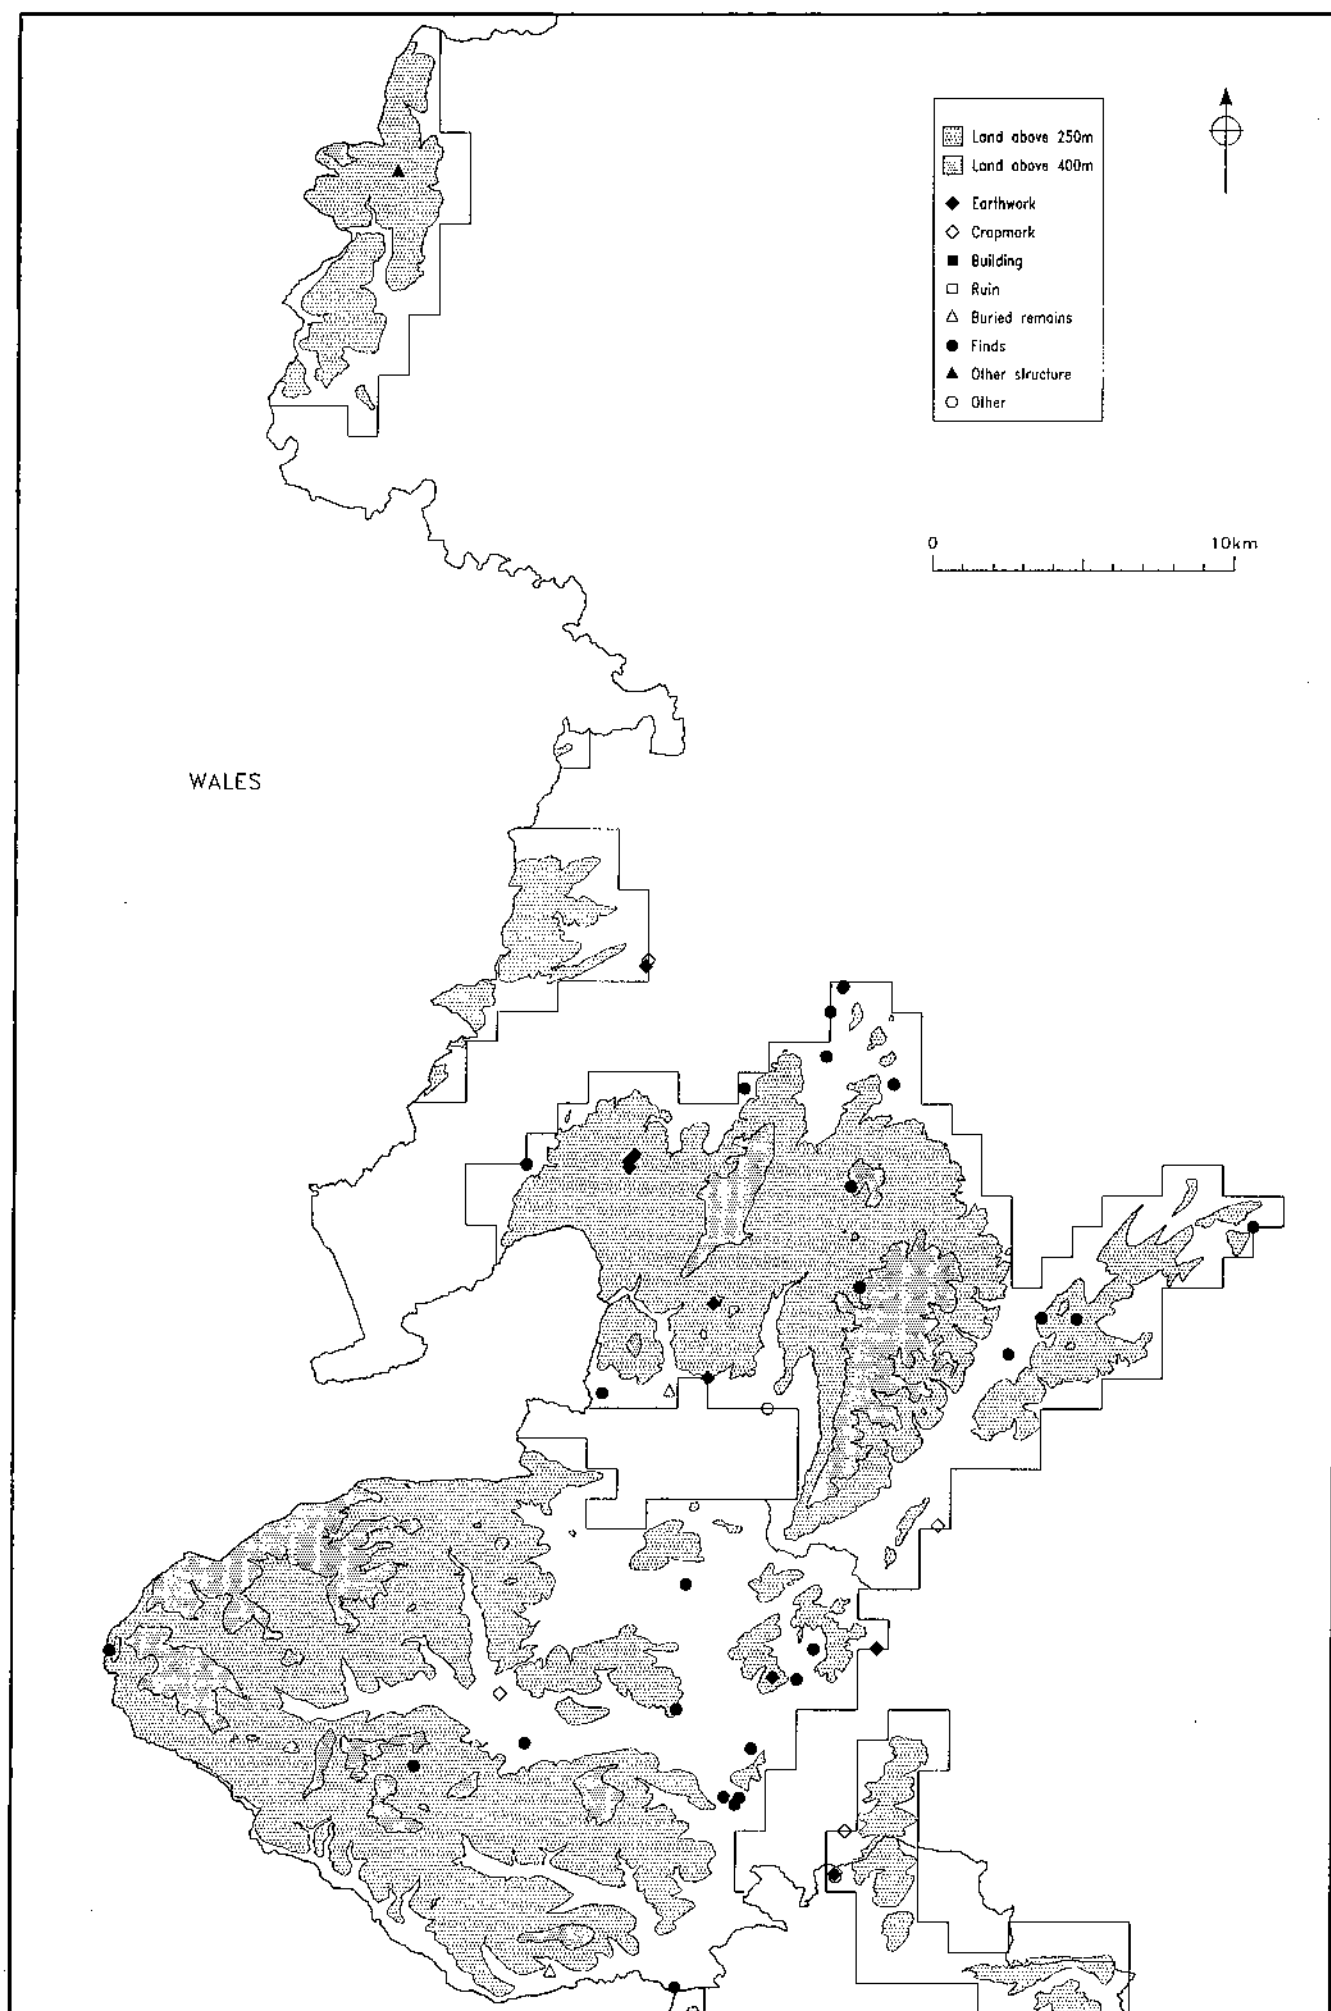 Land above 250m
Land above 400m
Earthwork
Cropmark
Building
Ruin
Buried remains
Finds
Other structure
Other
0 10km
WALES